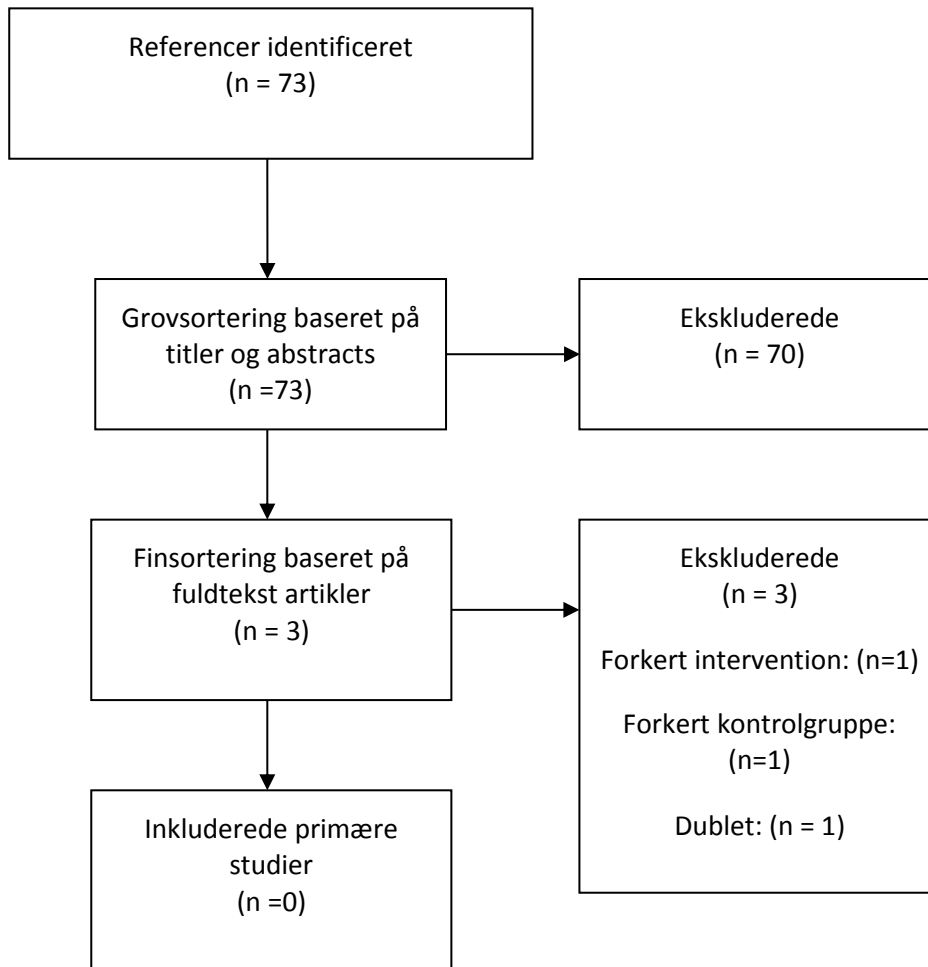 Referencer identificeret
(n = 73)
Grovsortering baseret på
titler og abstracts
(n =73)
Ekskluderede
(n = 70)
Finsortering baseret på
fuldtekst artikler
(n = 3)
Ekskluderede
(n = 3)
Forkert intervention: (n=1)
Forkert kontrolgruppe:
(n=1)
Dublet: (n = 1)
Inkluderede primære
studier
(n =0)